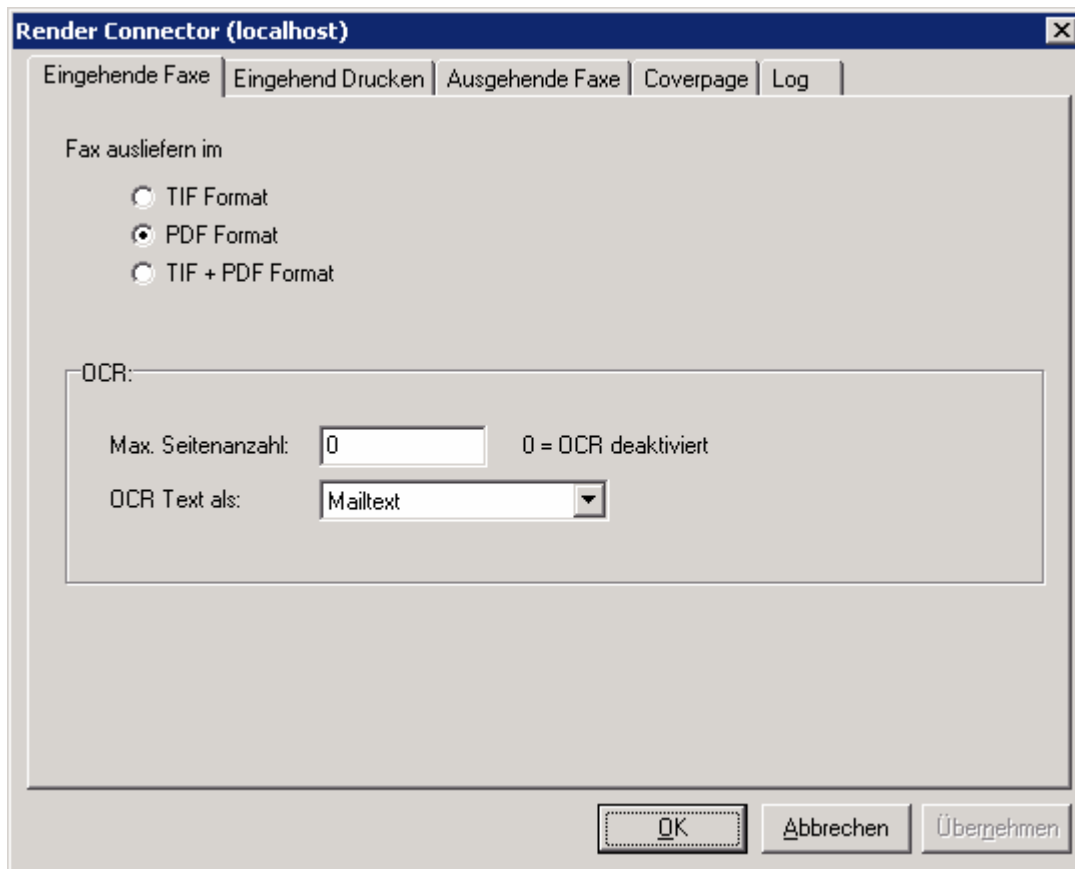 Render Connector (localhost)
Eingehende Faxe Eingehend Drucken Ausgehende Faxe Coverpage Log
Fax ausliefern im
TIF Format
PDF Format
TIF + PDF Format
OCR:
Max. Seitenanzahl: 0 0 = OCR deaktiviert
OCR Text als: Mailtext
OK Abbrechen Übernehmen